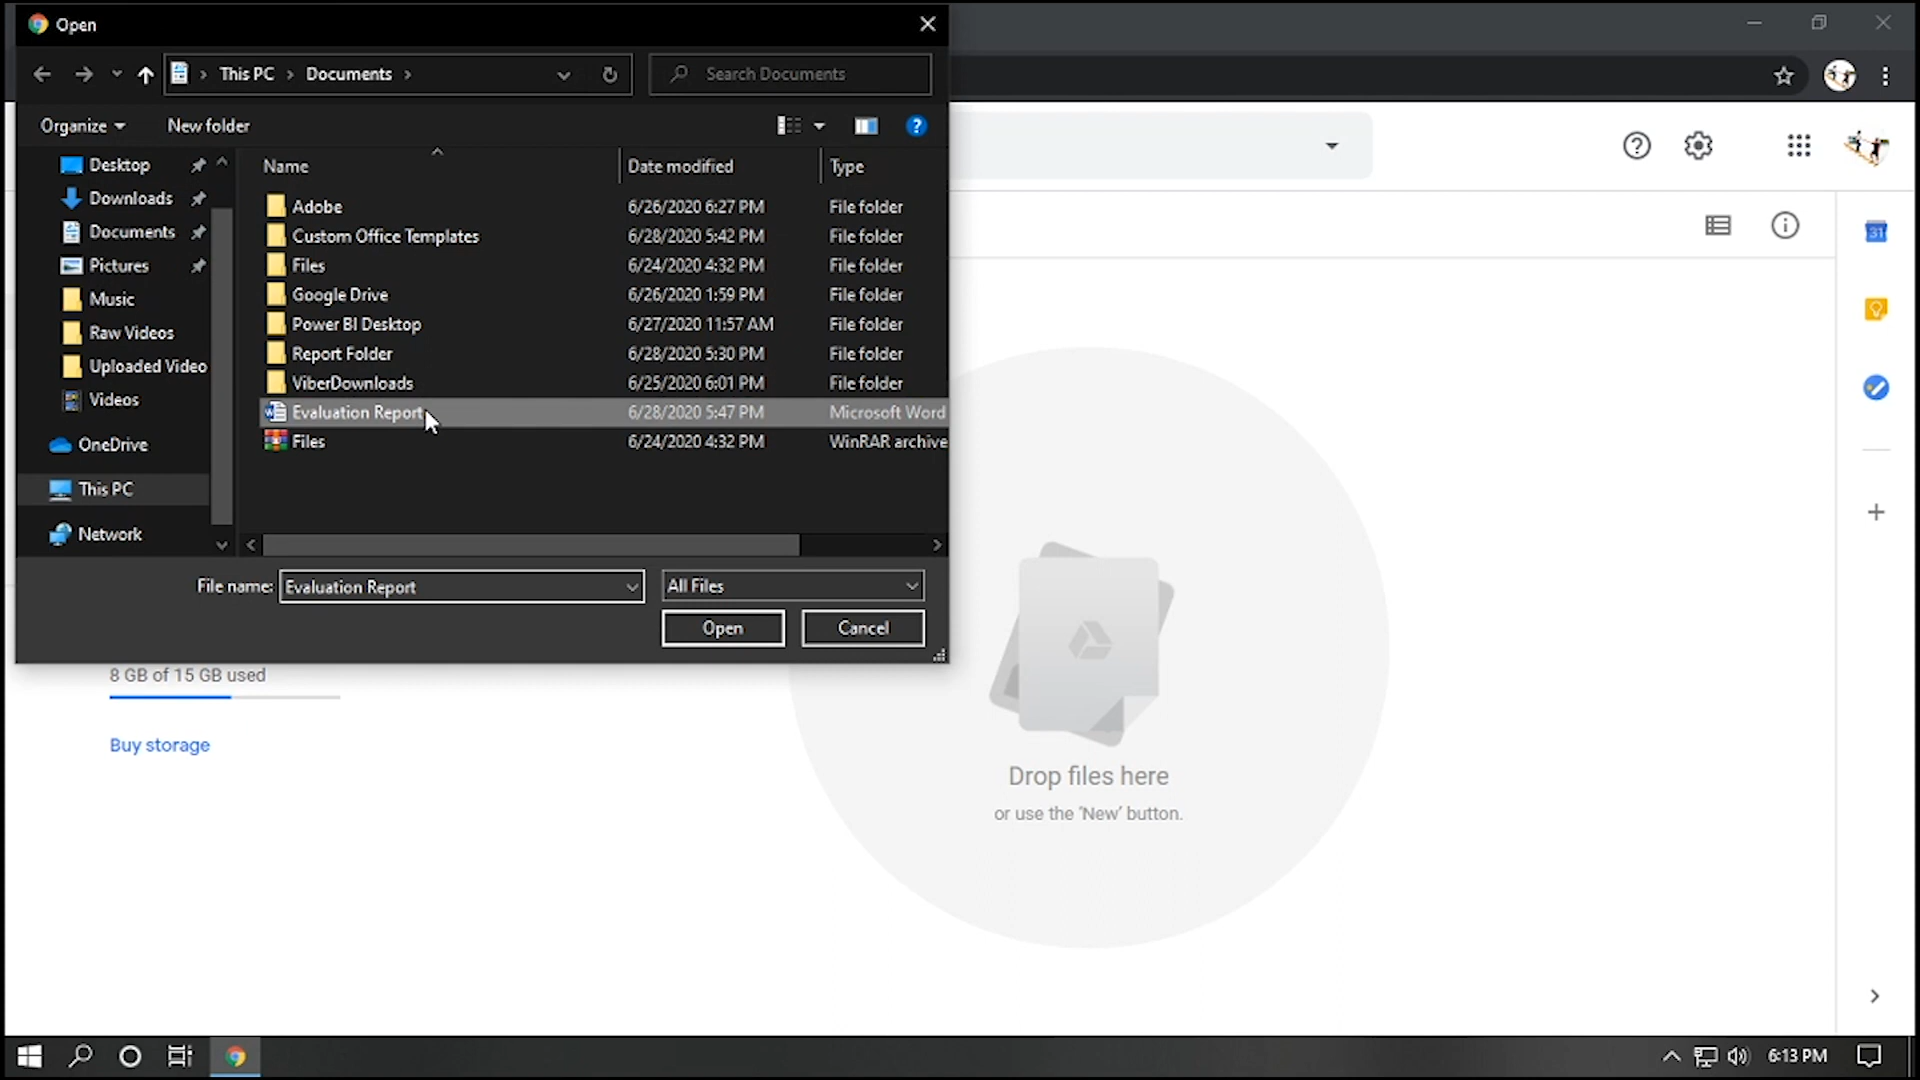 Open
This PC > Documents >
Search Documents
Organize
New folder
Name
Date modified
Type
Desktop
Downloads
Documents
Pictures
Music
Raw Videos
Uploaded Video
Videos
OneDrive
This PC
Network
Adobe 6/26/2020 6:27 PM File folder
Custom Office Templates 6/28/2020 5:42 PM File folder
Files 6/24/2020 4:32 PM File folder
Google Drive 6/26/2020 1:59 PM File folder
Power BI Desktop 6/27/2020 11:57 AM File folder
Report Folder 6/28/2020 5:30 PM File folder
ViberDownloads 6/25/2020 6:01 PM File folder
Evaluation Report 6/28/2020 5:47 PM Microsoft Word
Files 6/24/2020 4:32 PM WinRAR archive
File name: Evaluation Report
All Files
Open
Cancel
8 GB of 15 GB used
Buy storage
31
Drop files here
or use the 'New' button.
6:13 PM